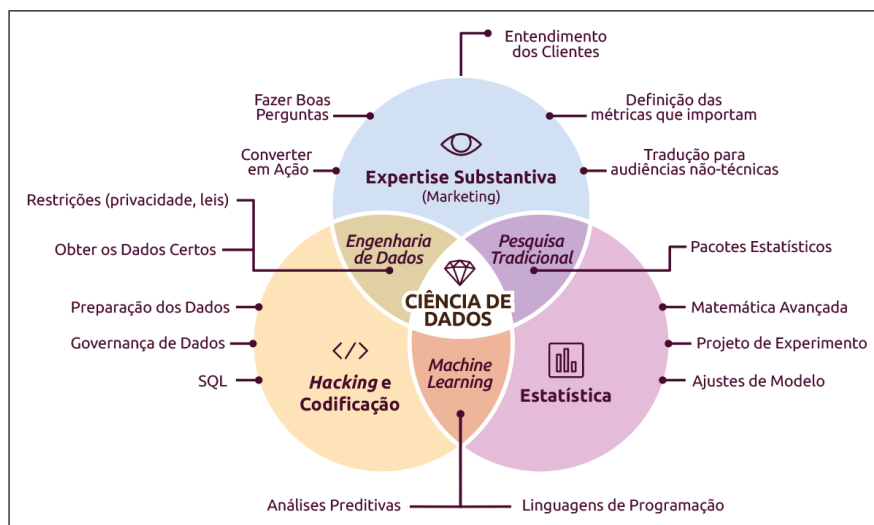 Entendimento
dos Clientes
Fazer Boas
Perguntas
Definição das
métricas que importam
Converter
em Ação
Expertise Substantiva
(Marketing)
Tradução para
audiências não-técnicas
Restrições (privacidade, leis)
Obter os Dados Certos
Engenharia
de Dados
Pesquisa
Tradicional
Pacotes Estatísticos
CIÊNCIA DE
DADOS
Preparação dos Dados
Governança de Dados
SQL
</>
Hacking e
Codificação
Machine
Learning
Estatística
Matemática Avançada
Projeto de Experimento
Ajustes de Modelo
Análises Preditivas
Linguagens de Programação